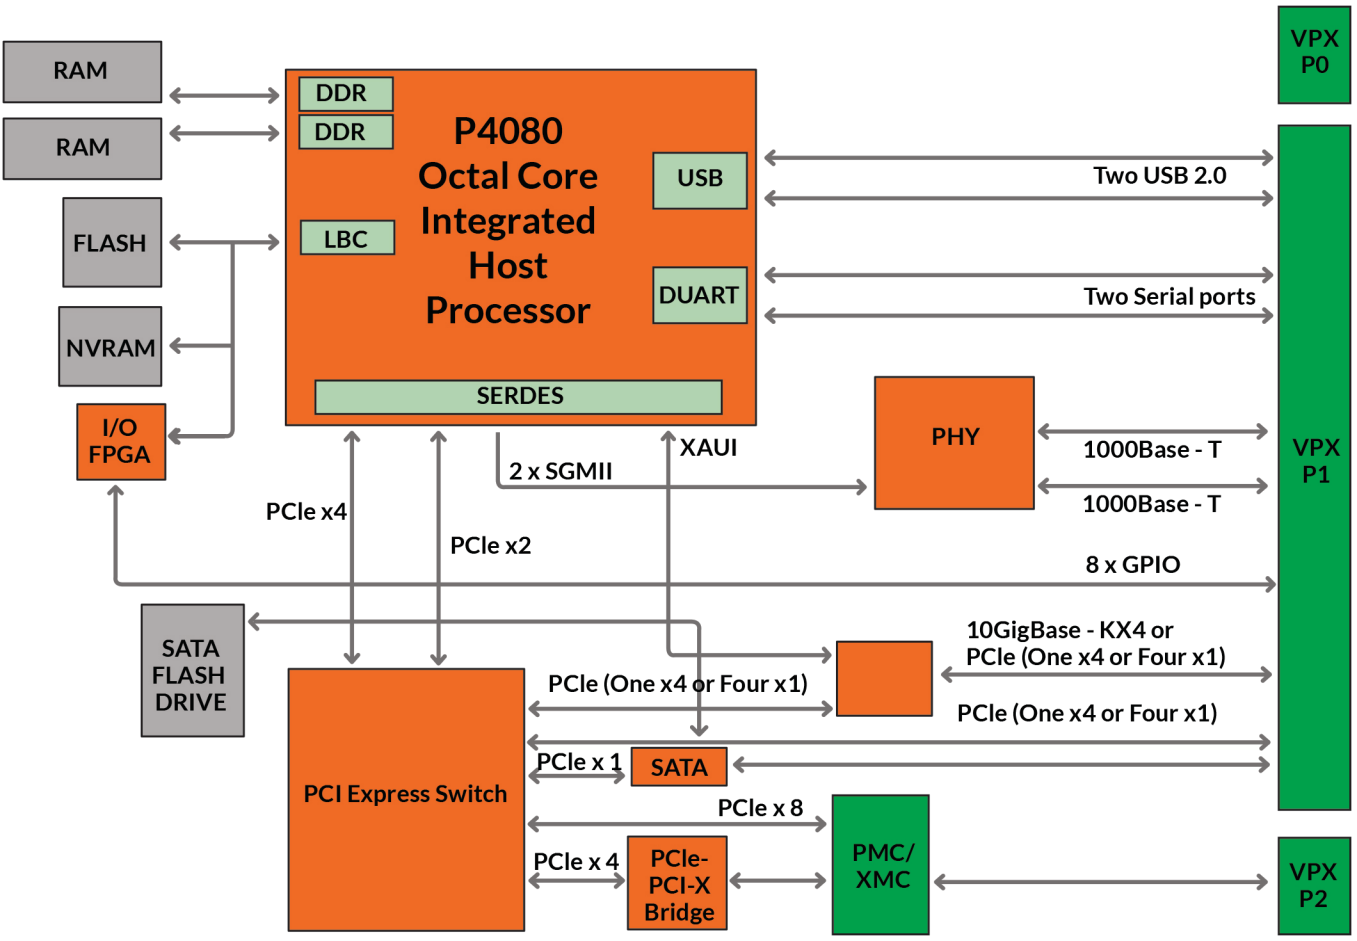 VPX
P0
RAM
RAM
DDR
DDR
P4080
Octal Core
Integrated
Host
Processor
USB
Two USB 2.0
FLASH
LBC
DUART
Two Serial ports
NVRAM
SERDES
I/O
FPGA
XAUI
2 x SGMII
PHY
1000Base - T
1000Base - T
VPX
P1
PCIe x4
PCIe x2
8 x GPIO
SATA
FLASH
DRIVE
10GigBase - KX4 or
PCIe (One x4 or Four x1)
PCIe (One x4 or Four x1)
PCIe (One x4 or Four x1)
PCIe x 1
SATA
PCI Express Switch
PCIe x 8
PCIe x 4
PCIe-
PCI-X
Bridge
PMC/
XMC
VPX
P2